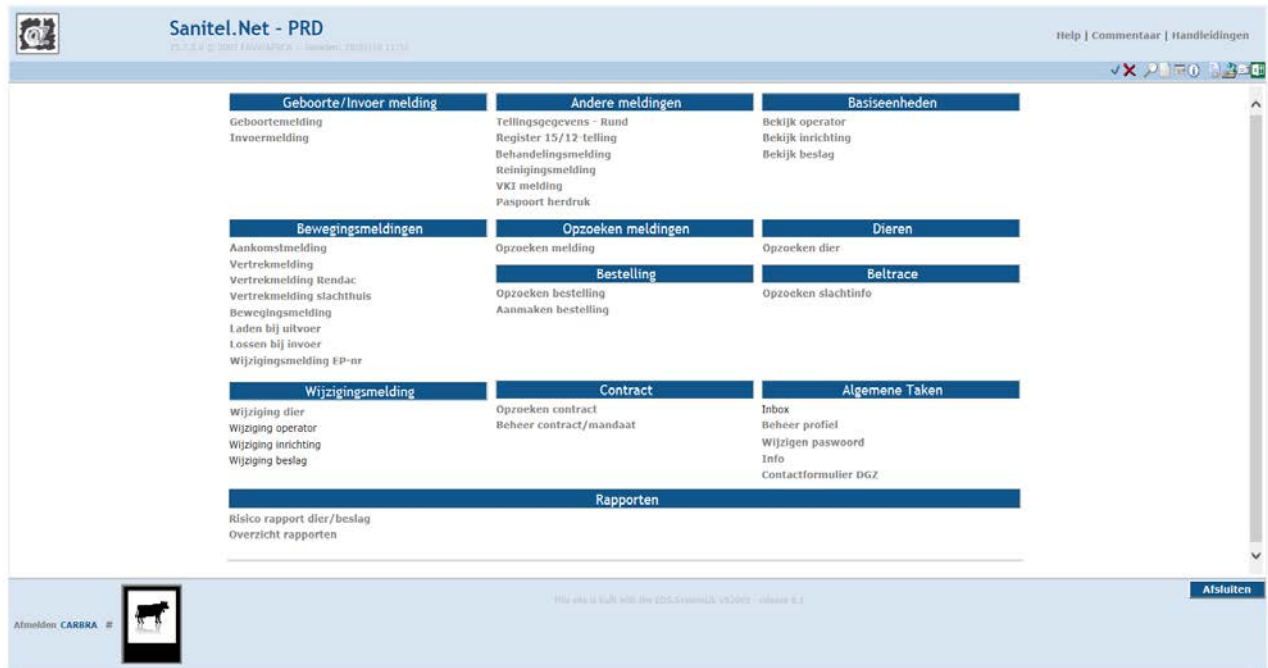 Sanitel.Net - PRD
Help | Commentaar | Handleidingen
Geboorte/Invoer melding
Geboortemelding
Invoermelding
Andere meldingen
Tellingsgegevens - Rund
Register 15/12-telling
Behandelingsmelding
Reinigingsmelding
VKI melding
Paspoort herdruk
Basiseenheden
Bekijk operator
Bekijk inrichting
Bekijk beslag
Bewegingsmeldingen
Aankomstmelding
Vertrekmelding
Vertrekmelding Rendac
Vertrekmelding slachthuis
Bewegingsmelding
Laden bij uitvoer
Lossen bij invoer
Wijzigingsmelding EP-nr
Opzoeken meldingen
Opzoeken melding
Dieren
Opzoeken dier
Bestelling
Opzoeken bestelling
Aanmaken bestelling
Beltrace
Opzoeken slachtinfo
Wijzigingsmelding
Wijziging dier
Wijziging operator
Wijziging inrichting
Wijziging beslag
Contract
Opzoeken contract
Beheer contract/mandaat
Algemene Taken
Inbox
Beheer profiel
Wijzigen paswoord
Info
Contactformulier DGZ
Rapporten
Risico rapport dier/beslag
Overzicht rapporten
Afsluiten
Afmelden CARBRA #